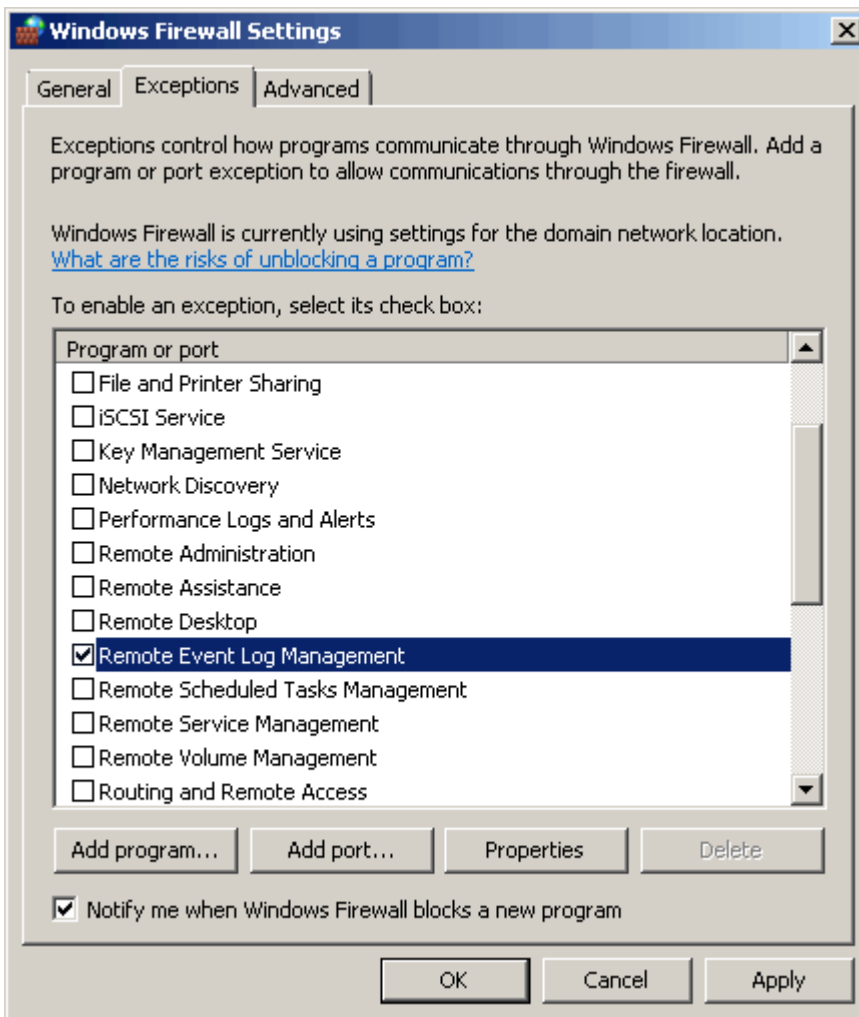 Windows Firewall Settings
General
Exceptions
Advanced
Exceptions control how programs communicate through Windows Firewall. Add a
program or port exception to allow communications through the firewall.
Windows Firewall is currently using settings for the domain network location.
What are the risks of unblocking a program?
To enable an exception, select its check box:
Program or port
File and Printer Sharing
iSCSI Service
Key Management Service
Network Discovery
Performance Logs and Alerts
Remote Administration
Remote Assistance
Remote Desktop
Remote Event Log Management
Remote Scheduled Tasks Management
Remote Service Management
Remote Volume Management
Routing and Remote Access
Add program...
Add port...
Properties
Delete
Notify me when Windows Firewall blocks a new program
OK
Cancel
Apply